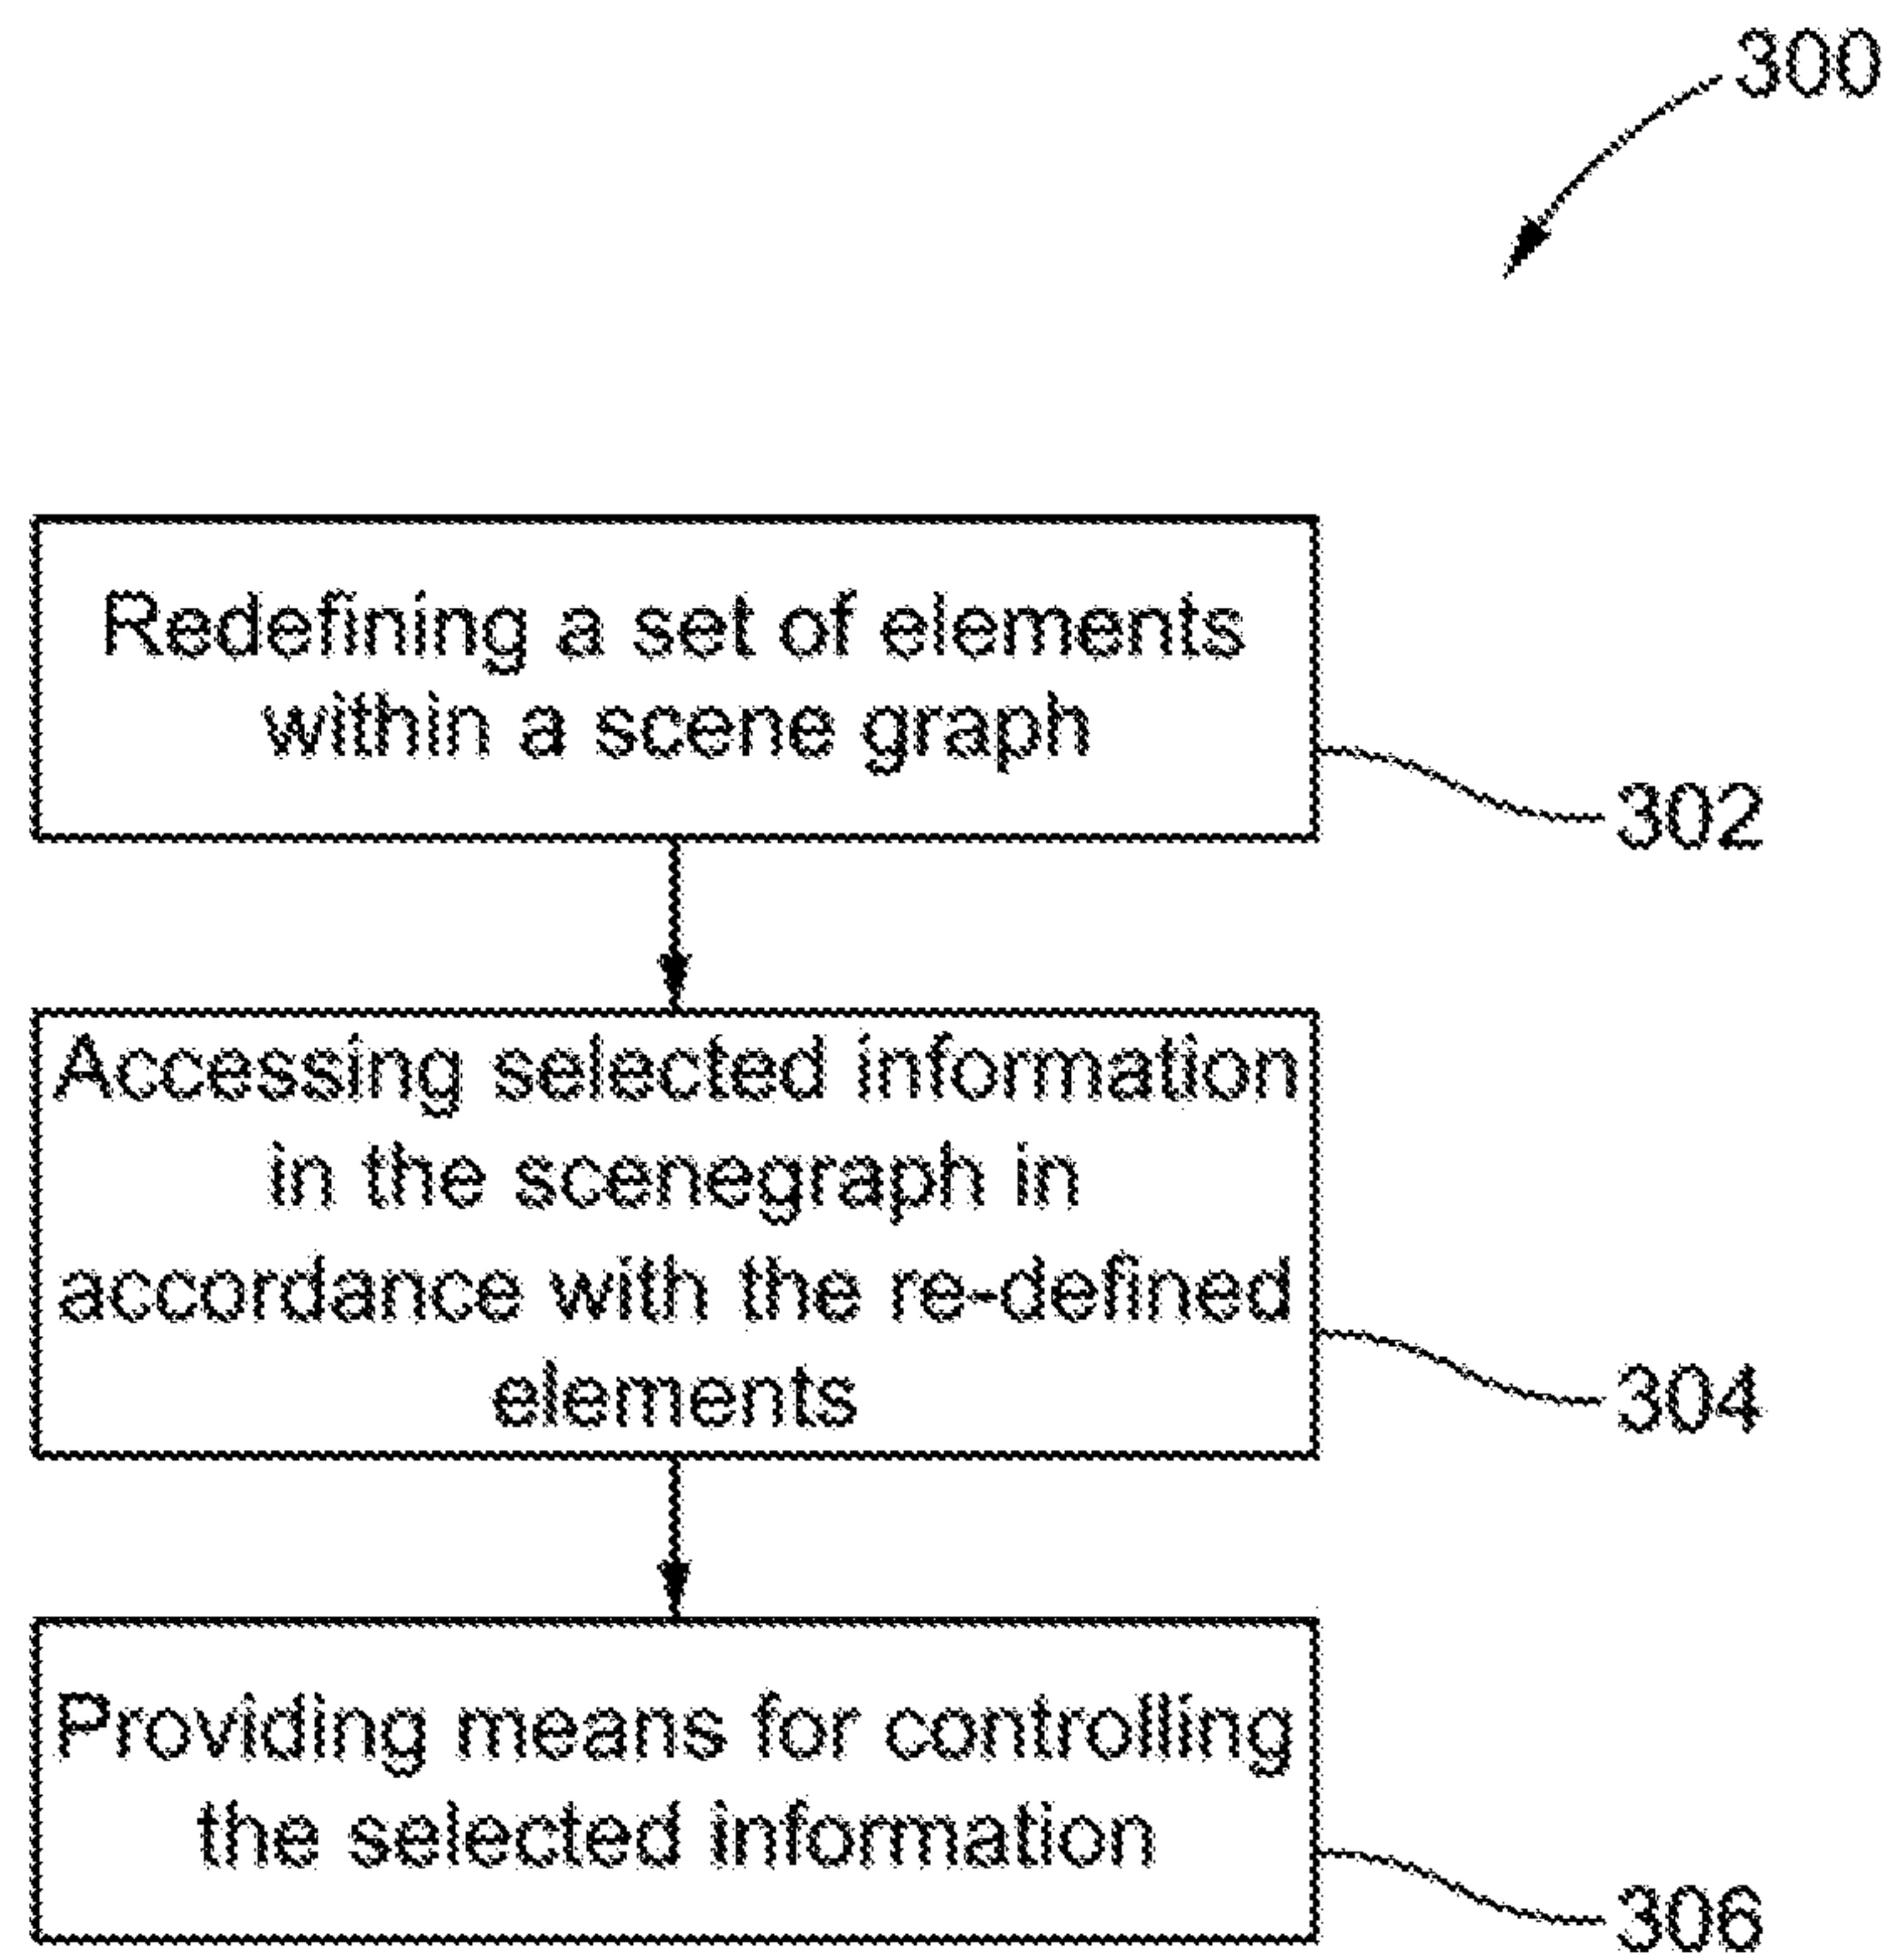 300
Redefining a set of elements
within a scene graph
302
Accessing selected information
in the scenegraph in
accordance with the re-defined
elements
304
Providing means for controlling
the selected information
306